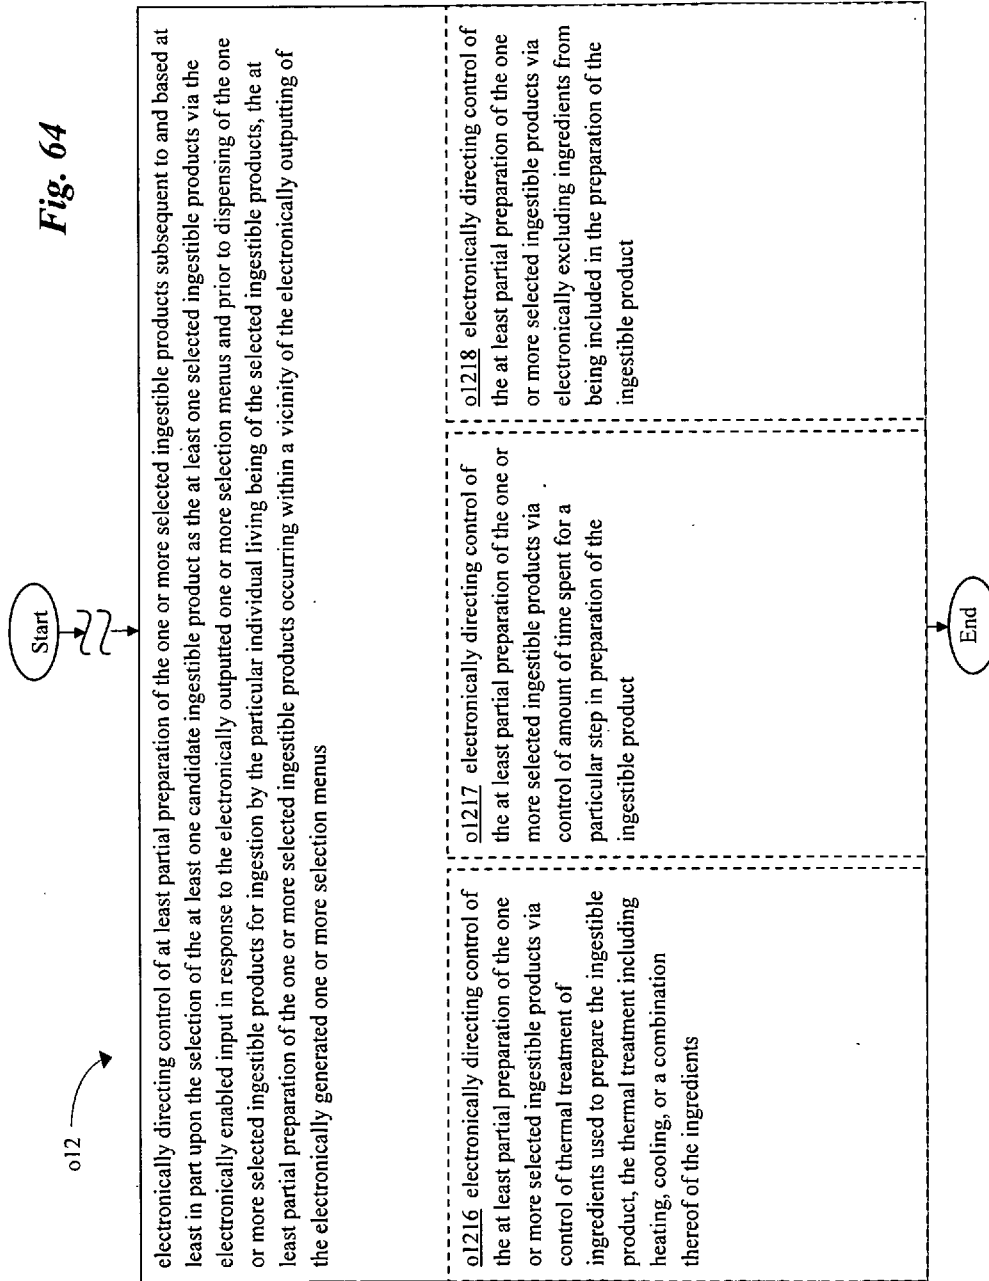 Fig. 64
Start
o12
electronically directing control of at least partial preparation of the one or more selected ingestible products subsequent to and based at
least in part upon the selection of the at least one candidate ingestible product as the at least one selected ingestible products via the
electronically enabled input in response to the electronically outputted one or more selection menus and prior to dispensing of the one
or more selected ingestible products for ingestion by the particular individual living being of the selected ingestible products, the at
least partial preparation of the one or more selected ingestible products occurring within a vicinity of the electronically outputing of
the electronically generated one or more selection menus
o1216 electronically directing control of
the at least partial preparation of the one
or more selected ingestible products via
control of thermal treatment of
ingredients used to prepare the ingestible
product, the thermal treatment including
heating, cooling, or a combination
thereof of the ingredients
o1217 electronically directing control of
the at least partial preparation of the one or
more selected ingestible products via
control of amount of time spent for a
particular step in preparation of the
ingestible product
o1218 electronically directing control of
the at least partial preparation of the one
or more selected ingestible products via
electronically excluding ingredients from
being included in the preparation of the
ingestible product
End